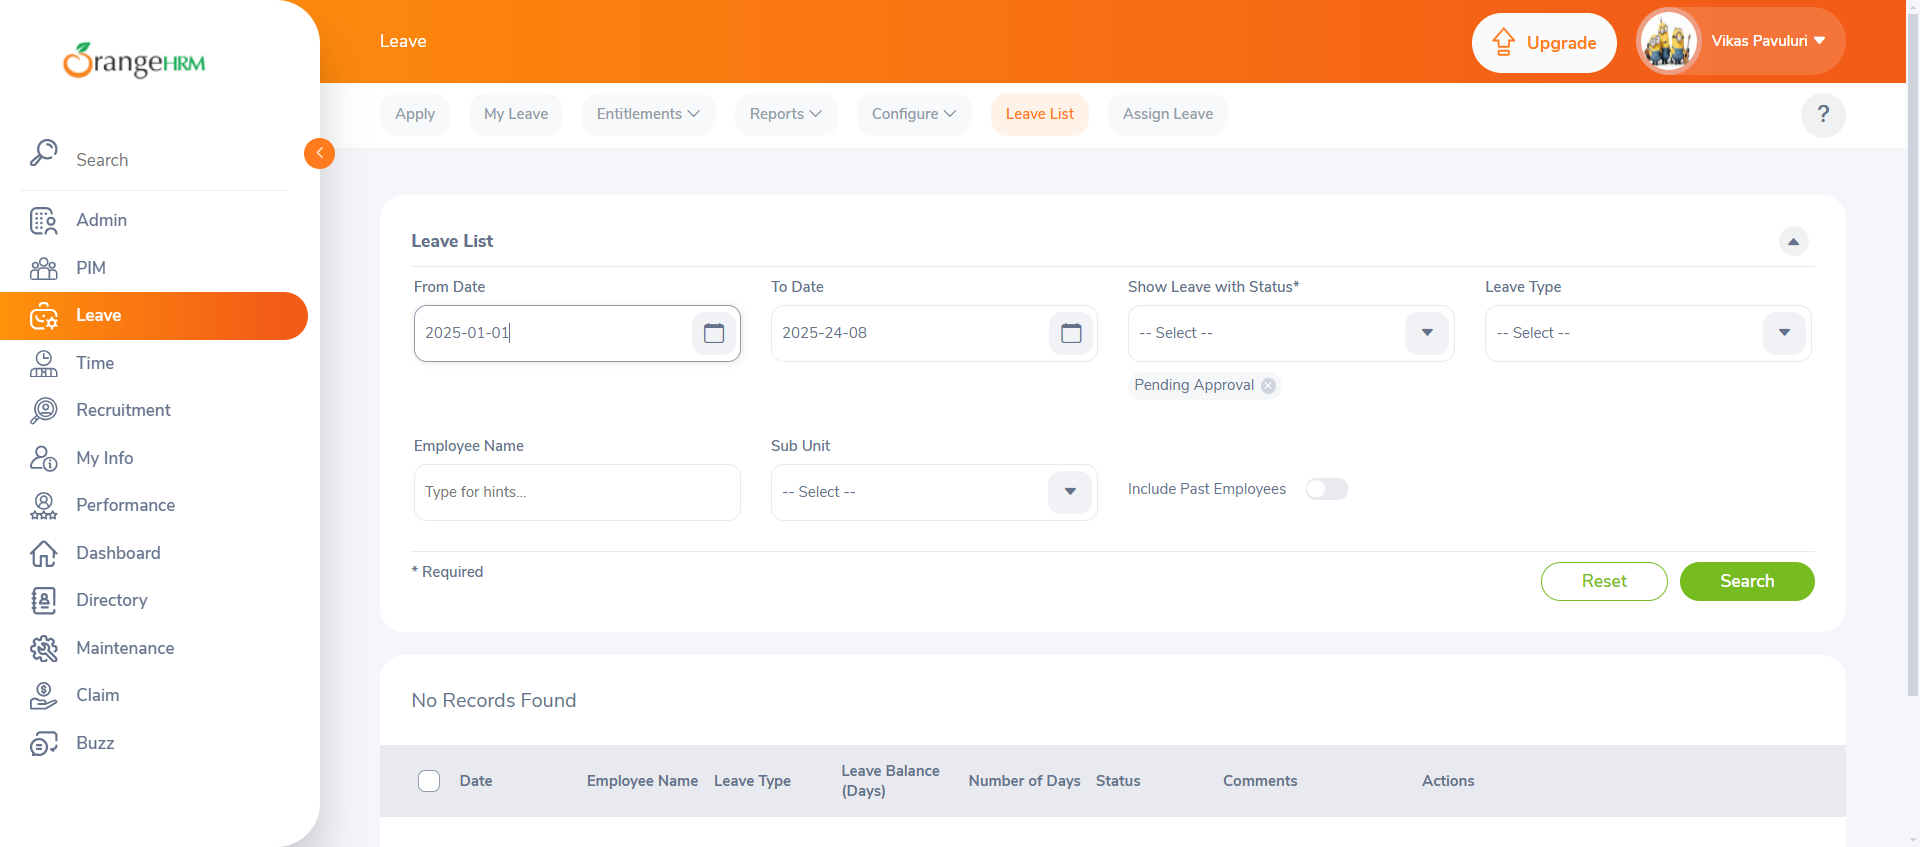 OrangeHRM
Leave
Upgrade
Vikas Pavuluri
Search
Admin
PIM
Leave
Time
Recruitment
My Info
Performance
Dashboard
Directory
Maintenance
Claim
Buzz
Apply
My Leave
Entitlements
Reports
Configure
Leave List
Assign Leave
?
Leave List
From Date
To Date
Show Leave with Status*
Leave Type
2025-01-01
2025-24-08
-- Select --
-- Select --
Pending Approval
Employee Name
Sub Unit
Type for hints...
-- Select --
Include Past Employees
* Required
Reset
Search
No Records Found
Date
Employee Name
Leave Type
Leave Balance
(Days)
Number of Days
Status
Comments
Actions